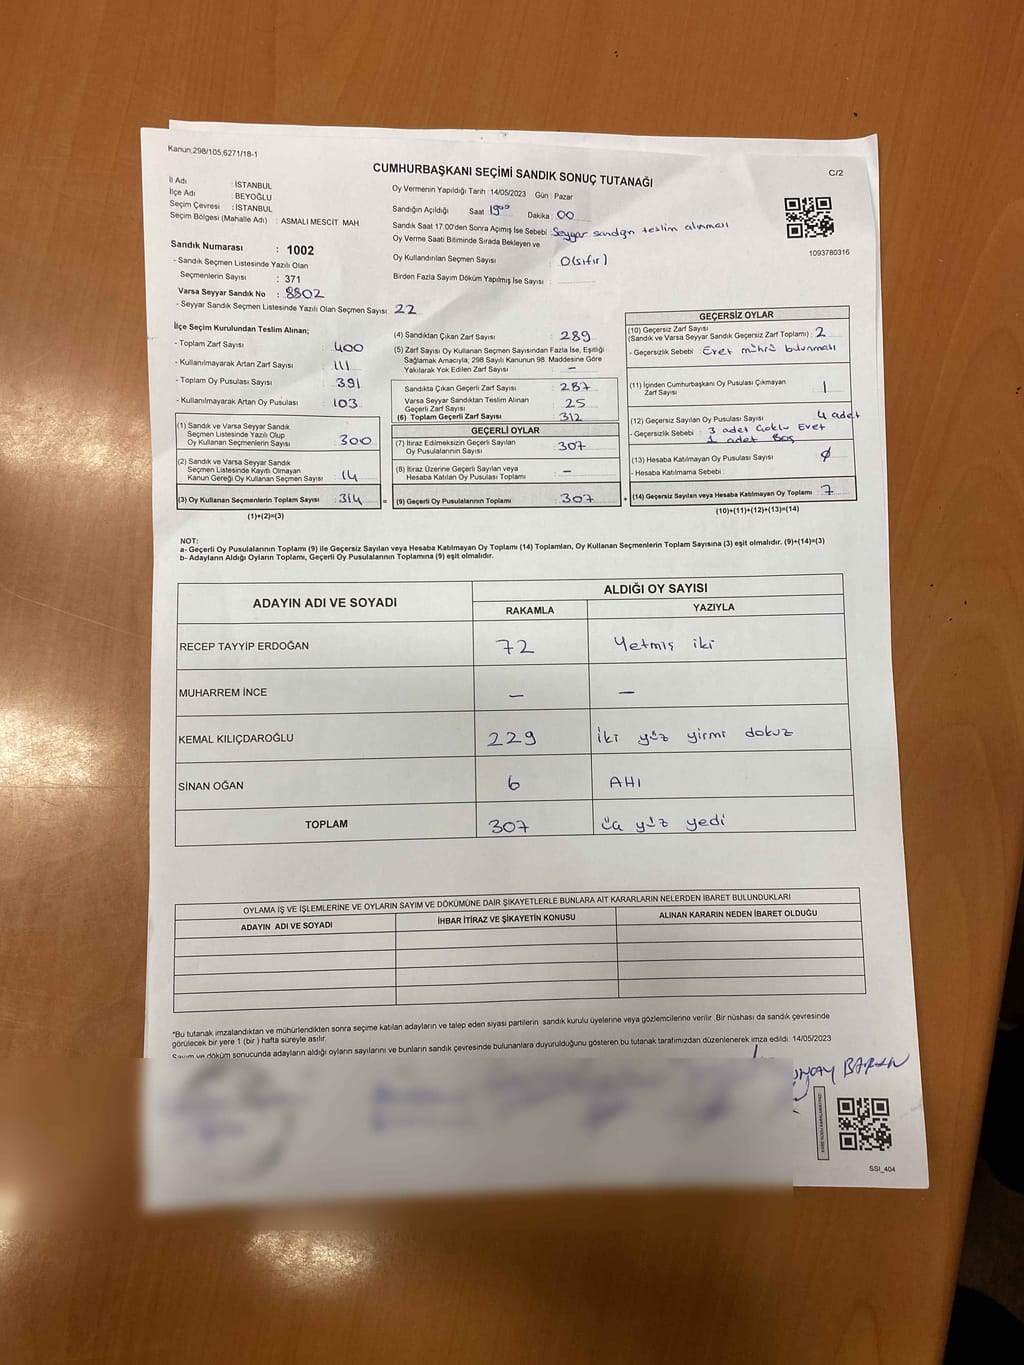 Kanun:298/105,6271/18-1
CUMHURBAŞKANI SEÇİMİ SANDIK SONUÇ TUTANAĞI
C/2
İl Adı : İSTANBUL
İlçe Adı : BEYOĞLU
Seçim Çevresi : İSTANBUL
Seçim Bölgesi (Mahalle Adı) : ASMALI MESCİT MAH
Sandık Numarası : 1002
- Sandık Seçmen Listesinde Yazılı Olan
Seçmenlerin Sayısı : 371
Varsa Seyyar Sandık No : 8802
- Seyyar Sandık Seçmen Listesinde Yazılı Olan Seçmen Sayısı: 22
Oy Vermenin Yapıldığı Tarih : 14/05/2023 Gün : Pazar
Sandığın Açıldığı Saat 19⁰⁰ Dakika : 00
Sandık Saat 17:00'den Sonra Açımış İse Sebebi : Seyyar sandığın teslim alınması
Oy Verme Saati Bitiminde Sırada Bekleyen ve
Oy Kullandırılan Seçmen Sayısı 0(sıfır)
Birden Fazla Sayım Döküm Yapılmış İse Sayısı :
1093780316
İlçe Seçim Kurulundan Teslim Alınan;
- Toplam Zarf Sayısı : 400
- Kullanılmayarak Artan Zarf Sayısı : 111
- Toplam Oy Pusulası Sayısı : 391
- Kullanılmayarak Artan Oy Pusulası : 103
(1) Sandık ve Varsa Seyyar Sandık
Seçmen Listesinde Yazılı Olup
Oy Kullanan Seçmenlerin Sayısı : 300
(2) Sandık ve Varsa Seyyar Sandık
Seçmen Listesinde Kayıtlı Olmayan
Kanun Gereği Oy Kullanan Seçmen Sayısı : 14
(3) Oy Kullanan Seçmenlerin Toplam Sayısı : 314 =
(1)+(2)=(3)
(4) Sandıktan Çıkan Zarf Sayısı : 289
(5) Zarf Sayısı Oy Kullanan Seçmen Sayısından Fazla İse, Eşitliği
Sağlamak Amacıyla, 298 Sayılı Kanunun 98. Maddesine Göre
Yakılarak Yok Edilen Zarf Sayısı : –
Sandıkta Çıkan Geçerli Zarf Sayısı : 287
Varsa Seyyar Sandıktan Teslim Alınan
Geçerli Zarf Sayısı : 25
(6) Toplam Geçerli Zarf Sayısı : 312
GEÇERLİ OYLAR
(7) İtiraz Edilmeksizin Geçerli Sayılan
Oy Pusulasının Sayısı : 307
(8) İtiraz Üzerine Geçerli Sayılan veya
Hesaba Katılan Oy Pusulası Toplamı : –
(9) Geçerli Oy Pusulalarının Toplamı : 307 +
GEÇERSİZ OYLAR
(10) Geçersiz Zarf Sayısı
(Sandık ve Varsa Seyyar Sandık Geçersiz Zarf Toplamı) : 2
- Geçersizlik Sebebi : Evet mührü bulunması
(11) İçinden Cumhurbaşkanı Oy Pusulası Çıkmayan
Zarf Sayısı : 1
(12) Geçersiz Sayılan Oy Pusulası Sayısı : 4 adet
- Geçersizlik Sebebi : 3 adet Çoklu Evet
1 adet Boş
(13) Hesaba Katılmayan Oy Pusulası Sayısı : ∅
- Hesaba Katılmama Sebebi :
(14) Geçersiz Sayılan veya Hesaba Katılmayan Oy Toplamı : 7
(10)+(11)+(12)+(13)=(14)
NOT:
a- Geçerli Oy Pusulalarının Toplamı (9) ile Geçersiz Sayılan veya Hesaba Katılmayan Oy Toplamı (14) Toplamları, Oy Kullanan Seçmenlerin Toplam Sayısına (3) eşit olmalıdır. (9)+(14)=(3)
b- Adayların Aldığı Oyların Toplamı, Geçerli Oy Pusulalarının Toplamına (9) eşit olmalıdır.
ADAYIN ADI VE SOYADI
ALDIĞI OY SAYISI
RAKAMLA YAZIYLA
RECEP TAYYİP ERDOĞAN 72 Yetmiş iki
MUHARREM İNCE – –
KEMAL KILIÇDAROĞLU 229 iki yüz yirmi dokuz
SİNAN OĞAN 6 AHI
TOPLAM 307 üç yüz yedi
OYLAMA İŞ VE İŞLEMLERİNE VE OYLARIN SAYIM VE DÖKÜMÜNE DAİR ŞİKAYETLERLE BUNLARA AİT KARARLARIN NELERDEN İBARET BULUNDUKLARI
ADAYIN ADI VE SOYADI İHBAR İTİRAZ VE ŞİKAYETİN KONUSU ALINAN KARARIN NEDEN İBARET OLDUĞU
*Bu tutanak imzalandıktan ve mühürlendikten sonra seçime katılan adayların ve talep eden siyasi partilerin sandık kurulu üyelerine veya gözlemcilerine verilir. Bir nüshası da sandık çevresinde
görülecek bir yere 1 (bir ) hafta süreyle asılır.
Sayım ve döküm sonucunda adayların aldığı oyların sayılarını ve bunların sandık çevresinde bulunanlara duyurulduğunu gösteren bu tutanak tarafımızdan düzenlenerek imza edildi. 14/05/2023
SSI_404